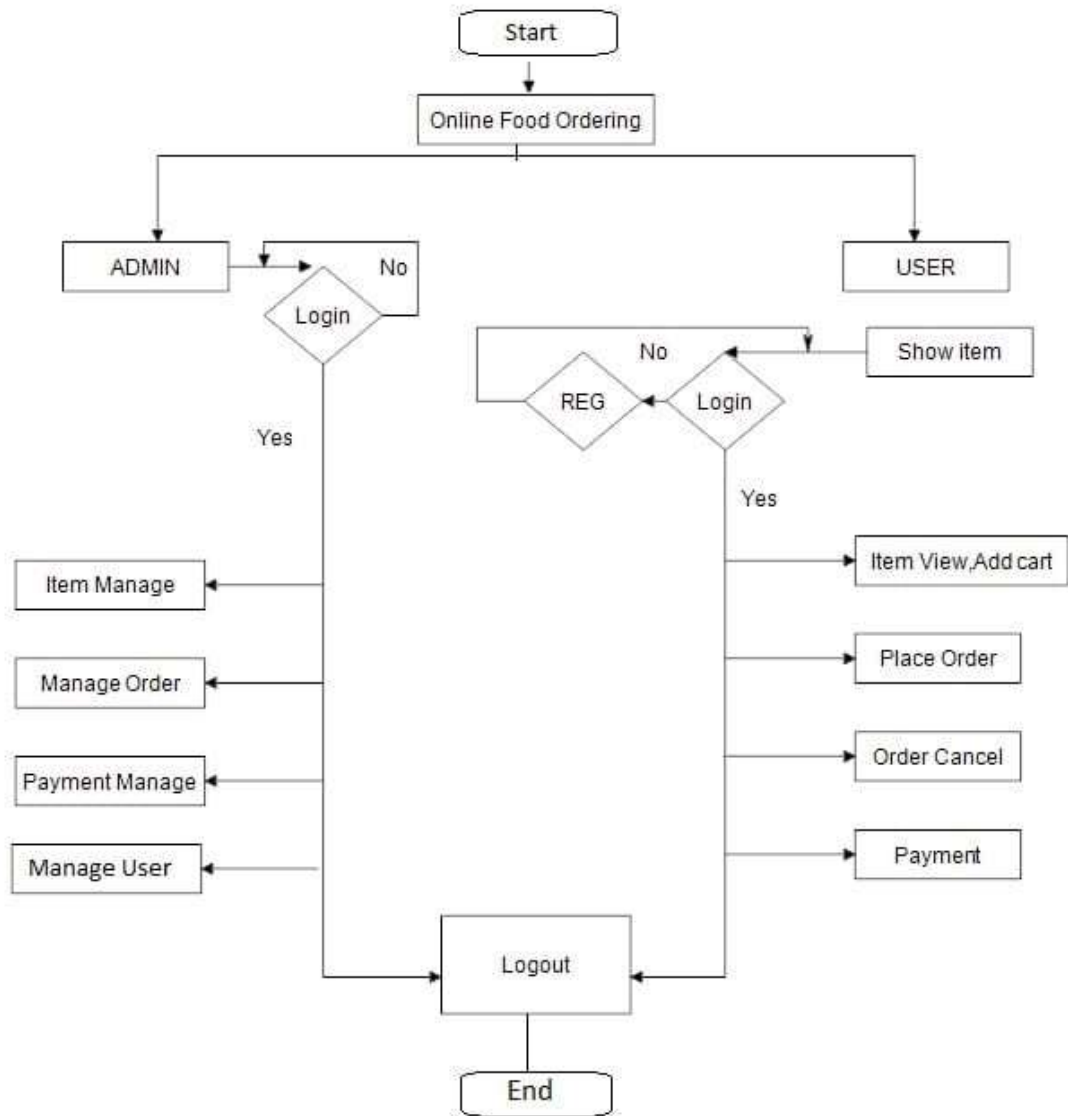 Start
Online Food Ordering
ADMIN
No
USER
Login
No
Show item
REG
Login
Yes
Yes
Item View,Add cart
Item Manage
Place Order
Manage Order
Order Cancel
Payment Manage
Payment
Manage User
Logout
End